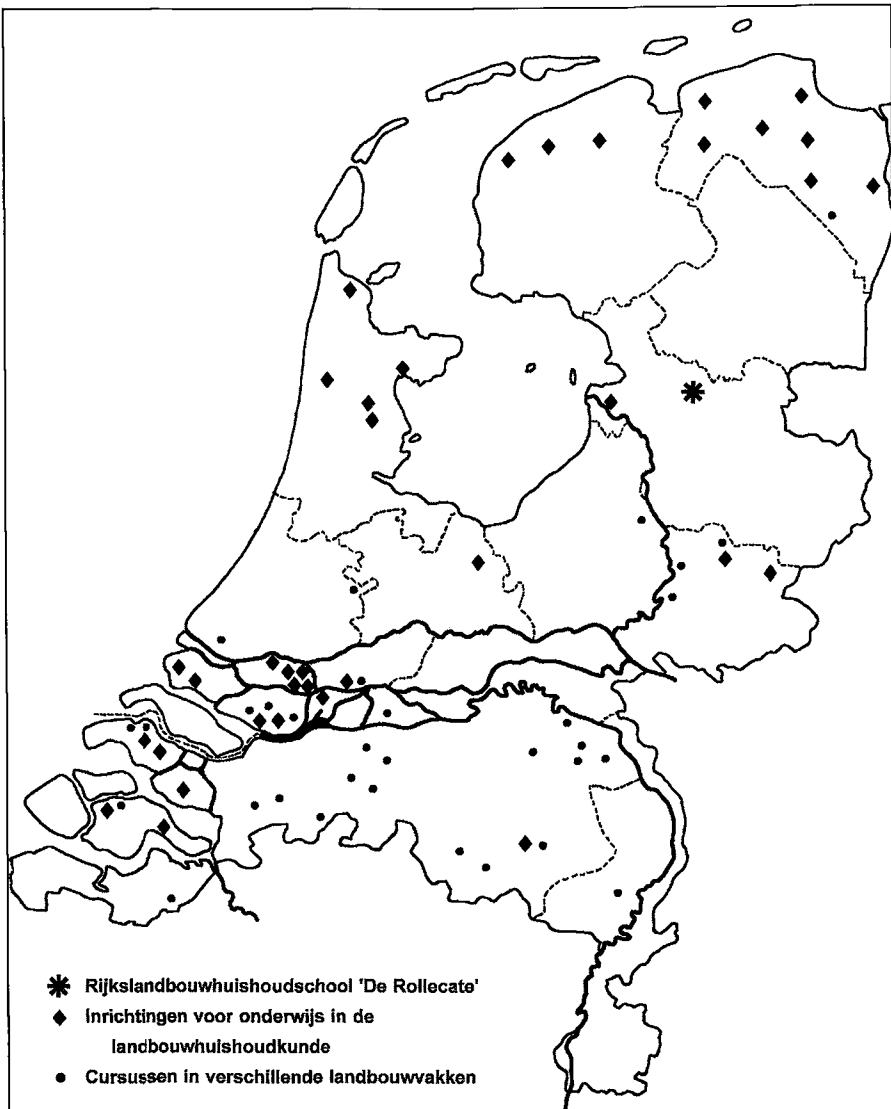 Rijkslandbouwhuishoudschool 'De Rollecate'
Inrichtingen voor onderwijs in de
landbouwhuishoudkunde
Cursussen in verschillende landbouwvakken